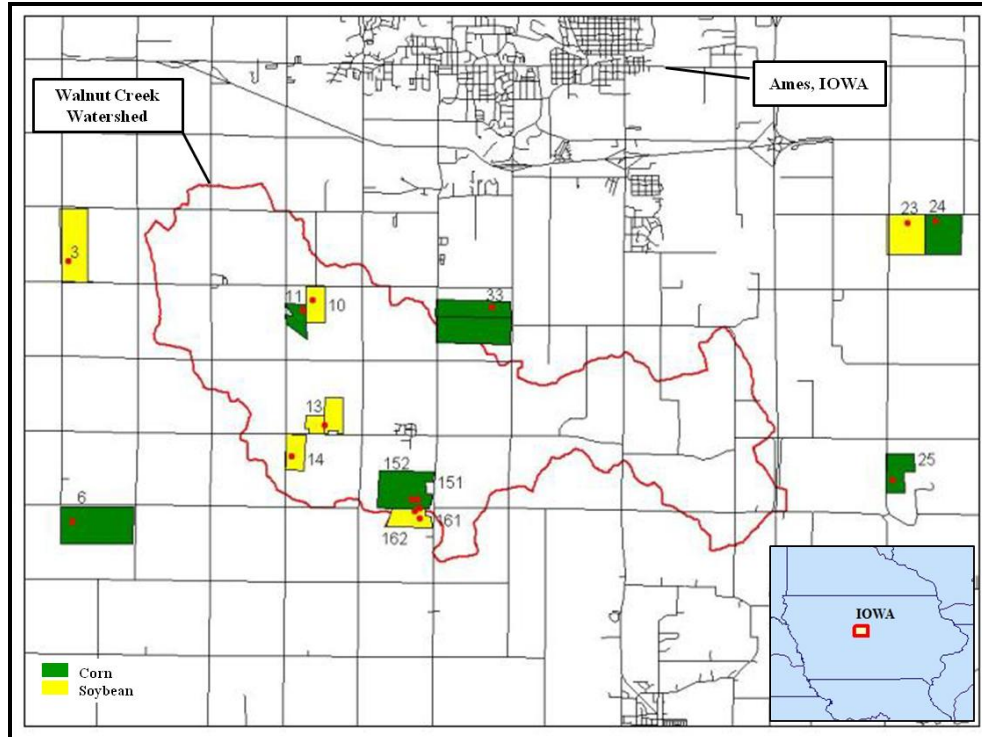 Walnut Creek
Watershed
Ames, IOWA
3
23
24
11
10
33
13
14
152
151
25
6
161
162
IOWA
Corn
Soybean